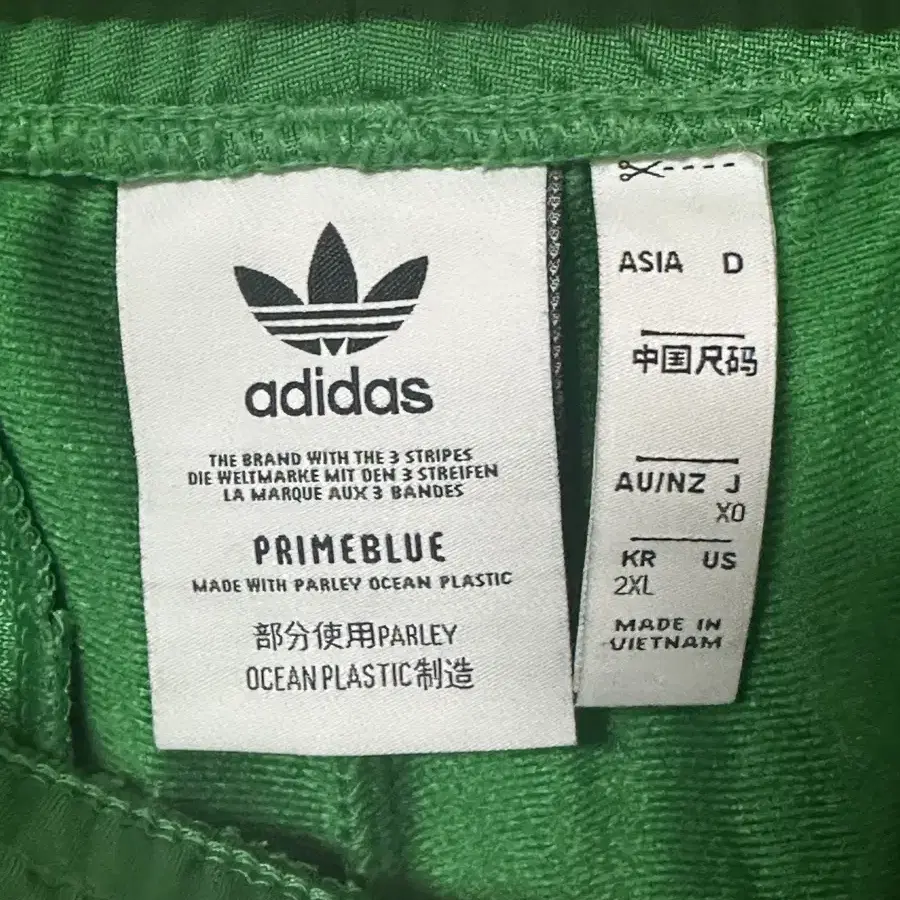 adidas
THE BRAND WITH THE 3 STRIPES
DIE WELTMARKE MIT DEN 3 STREIFEN
LA MARQUE AUX 3 BANDES
PRIMEBLUE
MADE WITH PARLEY OCEAN PLASTIC
部分使用PARLEY
OCEAN PLASTIC制造
ASIA D
中国尺码
AU/NZ J
XO
KR US
2XL
MADE IN
VIETNAM